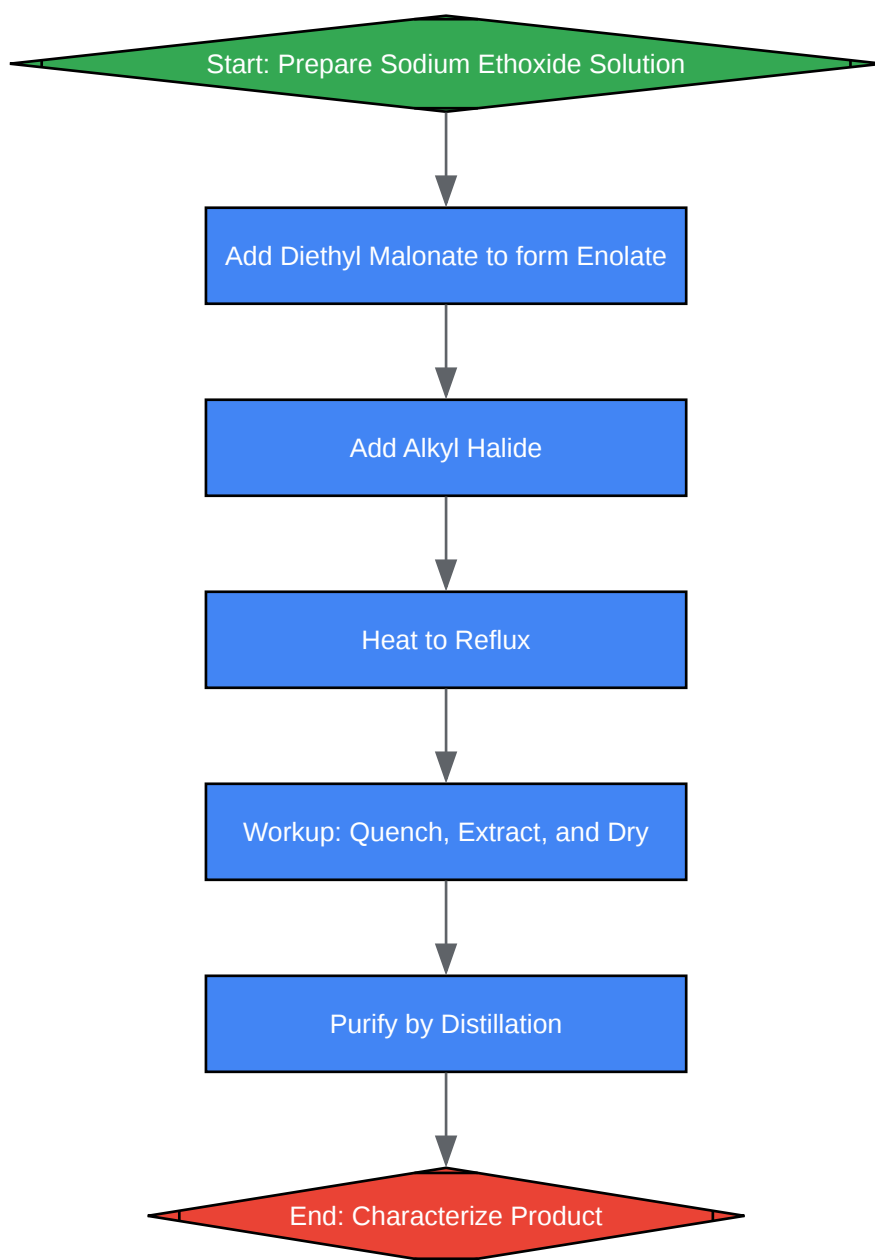 Start: Prepare Sodium Ethoxide Solution
Add Diethyl Malonate to form Enolate
Add Alkyl Halide
Heat to Reflux
Workup: Quench, Extract, and Dry
Purify by Distillation
End: Characterize Product